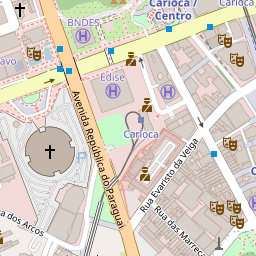 Carioca
Centro
BNDES
Carioca
avo
Edise
Carioca
Avenida República do Paraguai
Rua Evaristo da Veiga
a dos Arcos
Rua das Marrecas